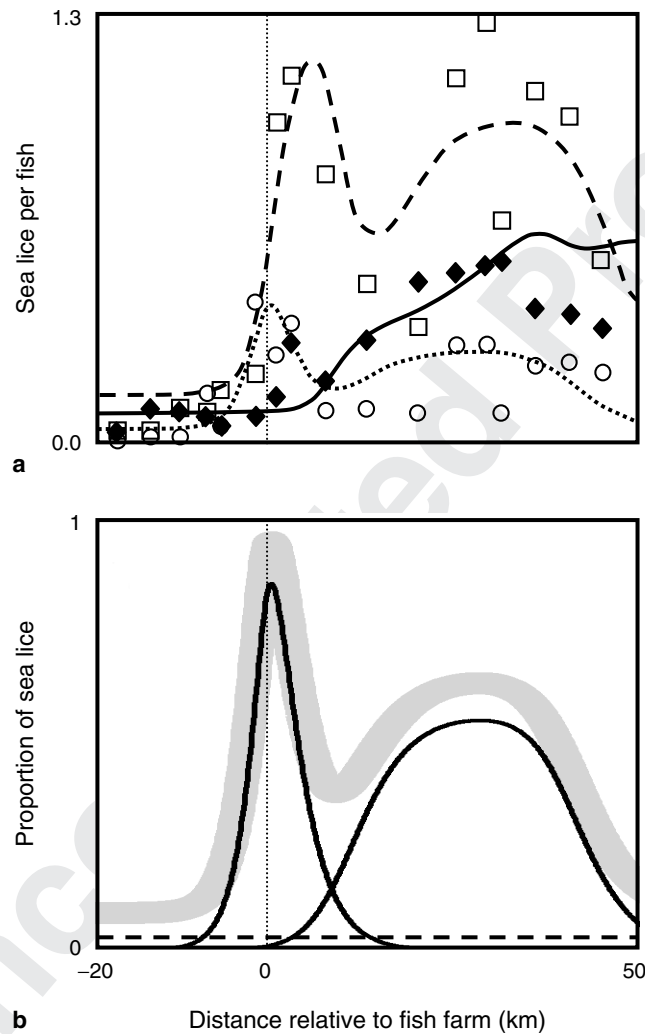 1.3
Sea lice per fish
0.0
a
1
Proportion of sea lice
0
−20
0
50
b
Distance relative to fish farm (km)